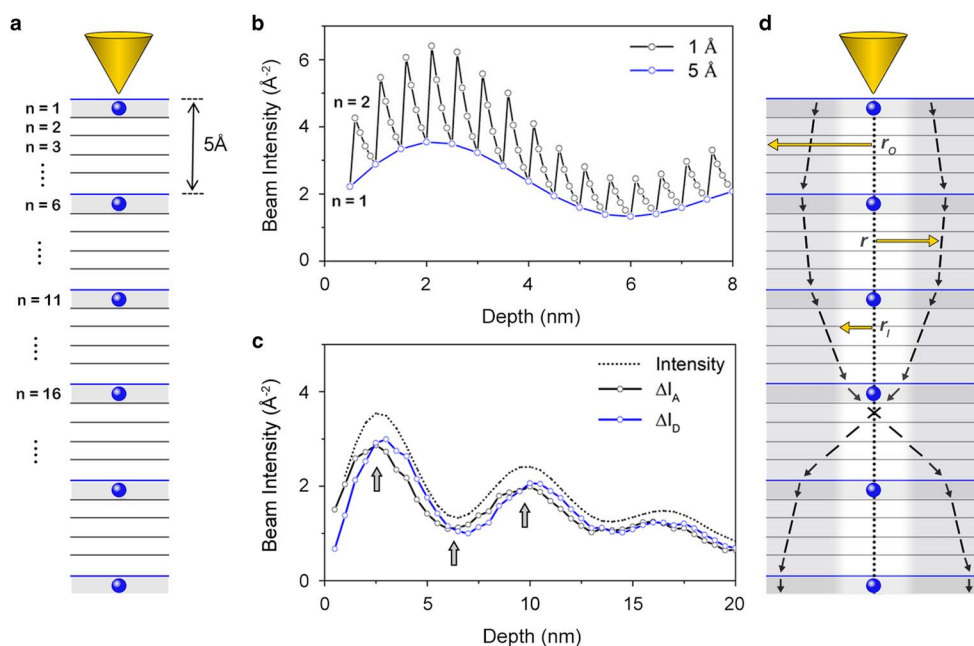 a
n = 1
n = 2
n = 3
5Å
n = 6
n = 11
n = 16
b
Beam Intensity (Å⁻²)
6
4
2
0
n = 2
n = 1
1 Å
5 Å
0 2 4 6 8
Depth (nm)
c
Beam Intensity (Å⁻²)
4
2
0
Intensity
ΔI_A
ΔI_D
0 5 10 15 20
Depth (nm)
d
r_O
r
r_I